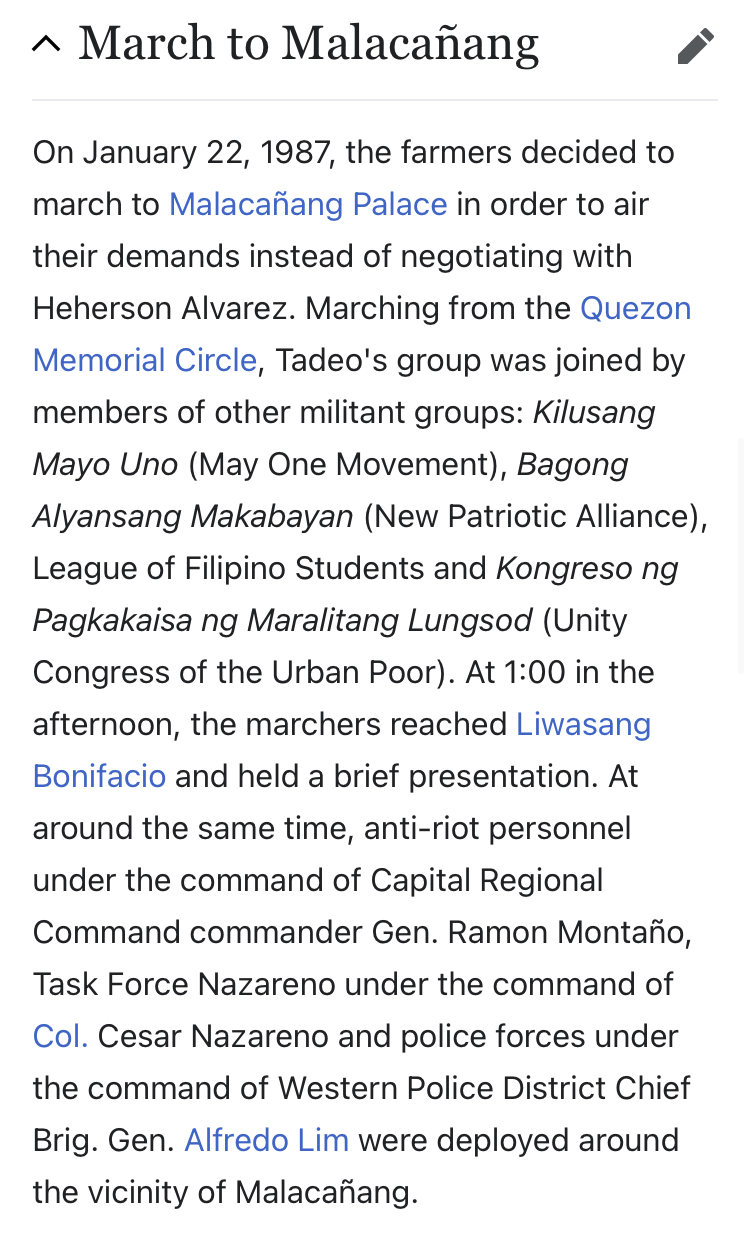 March to Malacañang
On January 22, 1987, the farmers decided to
march to Malacañang Palace in order to air
their demands instead of negotiating with
Heherson Alvarez. Marching from the Quezon
Memorial Circle, Tadeo's group was joined by
members of other militant groups: Kilusang
Mayo Uno (May One Movement), Bagong
Alyansang Makabayan (New Patriotic Alliance),
League of Filipino Students and Kongreso ng
Pagkakaisa ng Maralitang Lungsod (Unity
Congress of the Urban Poor). At 1:00 in the
afternoon, the marchers reached Liwasang
Bonifacio and held a brief presentation. At
around the same time, anti-riot personnel
under the command of Capital Regional
Command commander Gen. Ramon Montaño,
Task Force Nazareno under the command of
Col. Cesar Nazareno and police forces under
the command of Western Police District Chief
Brig. Gen. Alfredo Lim were deployed around
the vicinity of Malacañang.